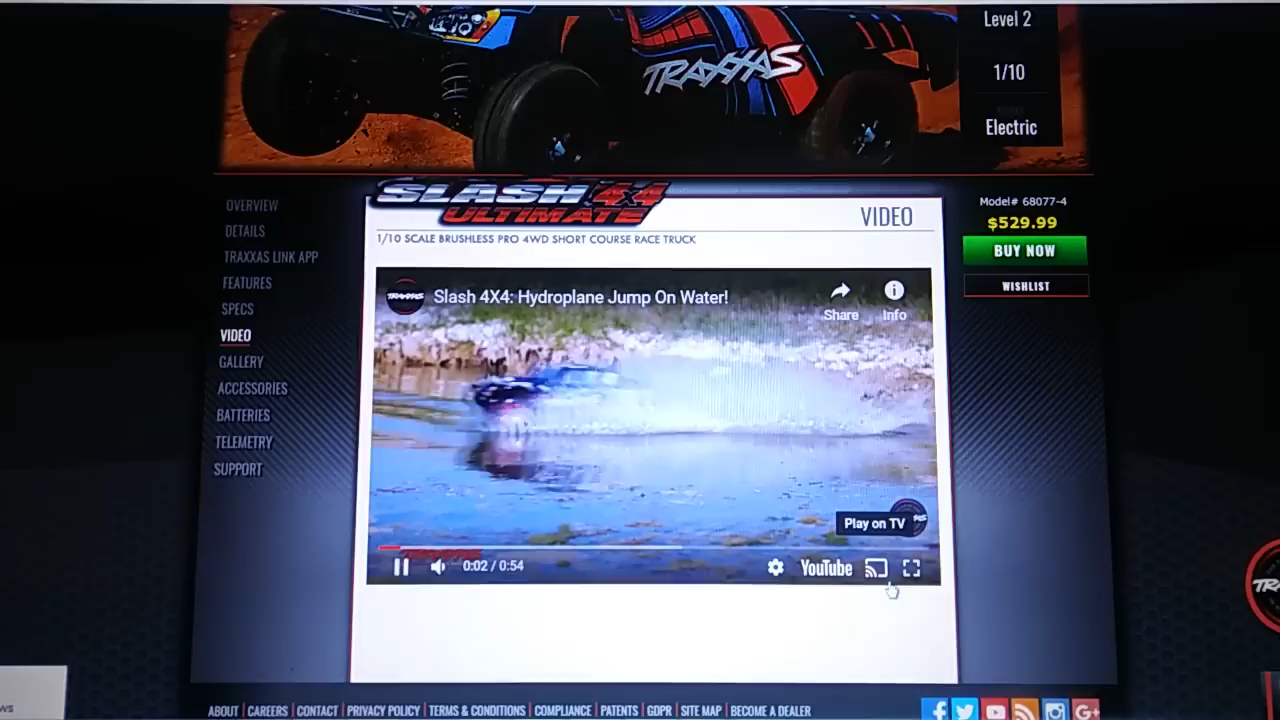 Level 2
TRAXXAS
1/10
Electric
SLASH 4X4
ULTIMATE
VIDEO
1/10 SCALE BRUSHLESS PRO 4WD SHORT COURSE RACE TRUCK
OVERVIEW
DETAILS
TRAXXAS LINK APP
FEATURES
SPECS
VIDEO
GALLERY
ACCESSORIES
BATTERIES
TELEMETRY
SUPPORT
Model# 68077-4
$529.99
BUY NOW
WISHLIST
TRAXXAS
Slash 4X4: Hydroplane Jump On Water!
Share
Info
Play on TV
0:02 / 0:54
YouTube
ABOUT | CAREERS | CONTACT | PRIVACY POLICY | TERMS & CONDITIONS | COMPLIANCE | PATENTS | GDPR | SITE MAP | BECOME A DEALER
f
G+